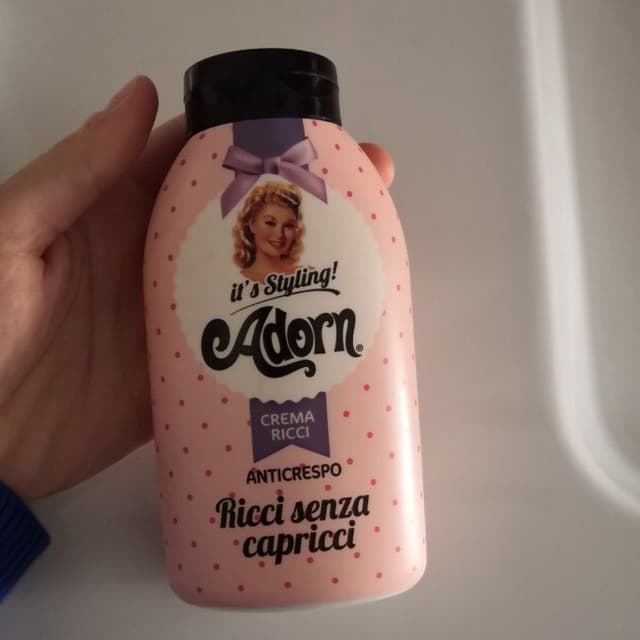 it's Styling!
Adorn®
CREMA
RICCI
ANTICRESPO
Ricci senza
capricci